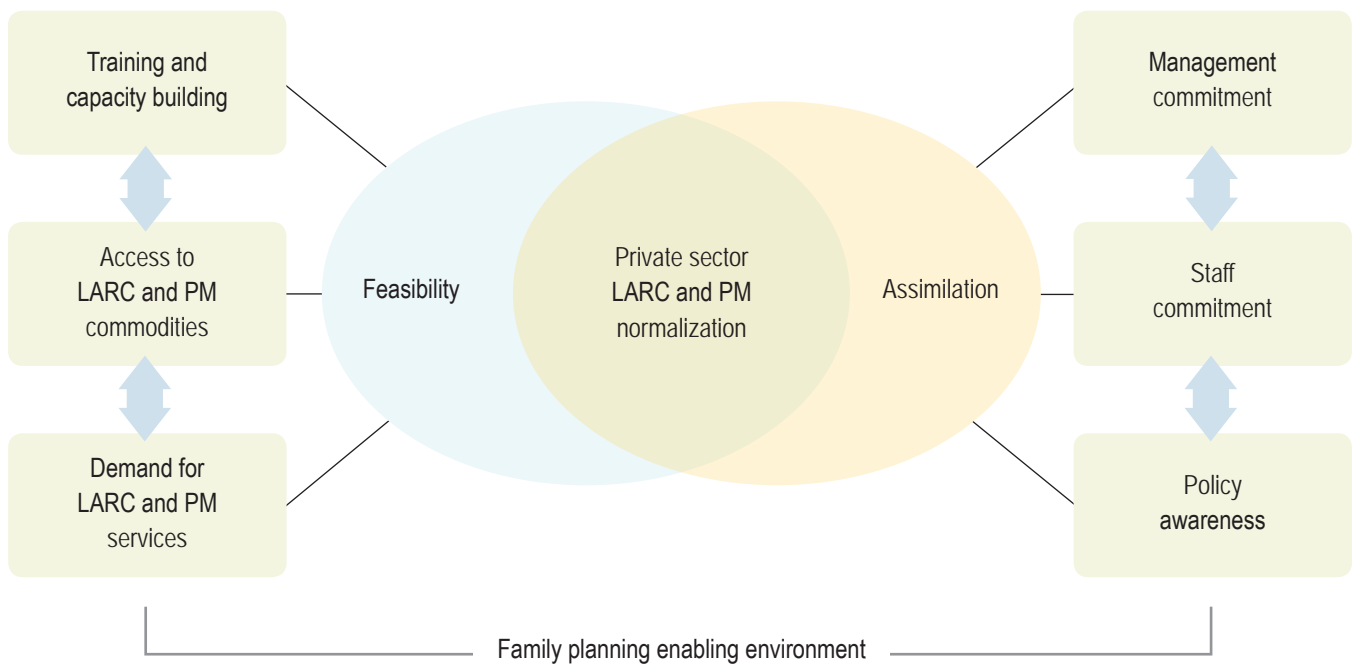 Training and
capacity building
Access to
LARC and PM
commodities
Demand for
LARC and PM
services
Feasibility
Private sector
LARC and PM
normalization
Assimilation
Management
commitment
Staff
commitment
Policy
awareness
Family planning enabling environment